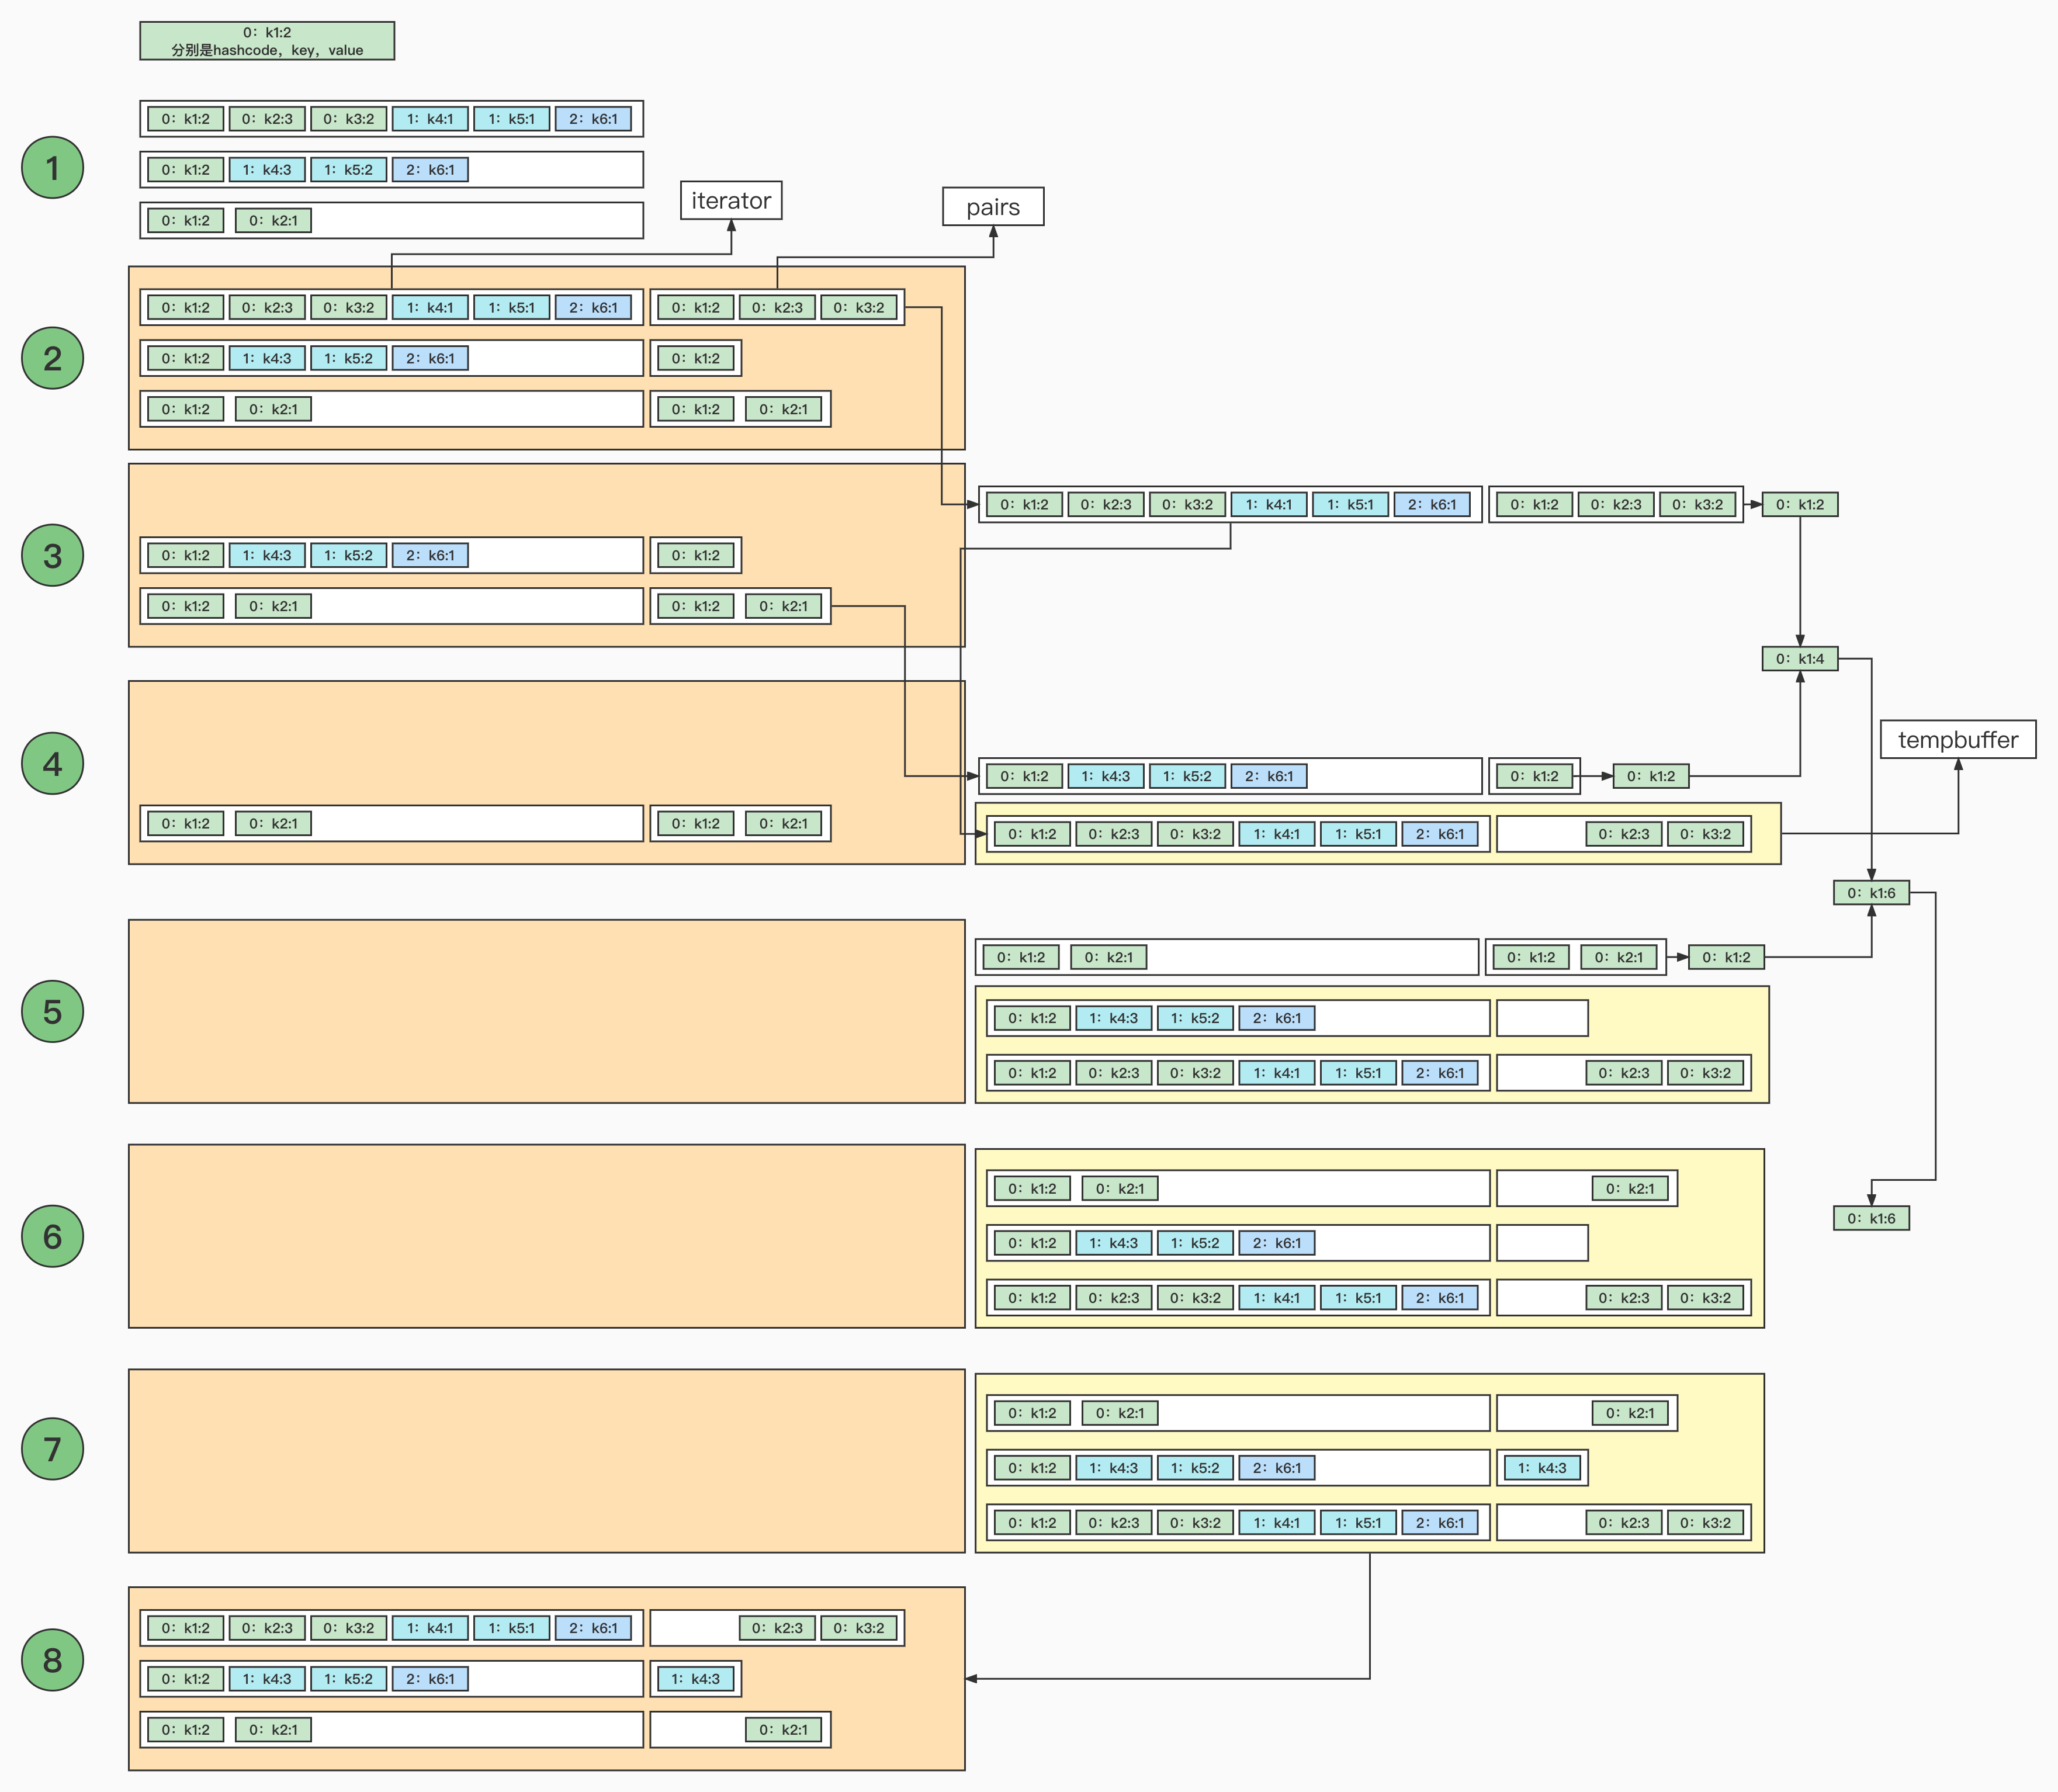 0: k1:2
分别是hashcode, key, value
0: k1:2 0: k2:3 0: k3:2 1: k4:1 1: k5:1 2: k6:1
1
0: k1:2 1: k4:3 1: k5:2 2: k6:1
0: k1:2 0: k2:1
iterator
pairs
0: k1:2 0: k2:3 0: k3:2 1: k4:1 1: k5:1 2: k6:1 0: k1:2 0: k2:3 0: k3:2
2
0: k1:2 1: k4:3 1: k5:2 2: k6:1 0: k1:2
0: k1:2 0: k2:1 0: k1:2 0: k2:1
0: k1:2 0: k2:3 0: k3:2 1: k4:1 1: k5:1 2: k6:1 0: k1:2 0: k2:3 0: k3:2 0: k1:2
3
0: k1:2 1: k4:3 1: k5:2 2: k6:1 0: k1:2
0: k1:2 0: k2:1 0: k1:2 0: k2:1
0: k1:4
tempbuffer
4
0: k1:2 1: k4:3 1: k5:2 2: k6:1 0: k1:2 0: k1:2
0: k1:2 0: k2:1 0: k1:2 0: k2:1
0: k1:2 0: k2:3 0: k3:2 1: k4:1 1: k5:1 2: k6:1 0: k2:3 0: k3:2
0: k1:6
0: k1:2 0: k2:1 0: k1:2 0: k2:1 0: k1:2
5
0: k1:2 1: k4:3 1: k5:2 2: k6:1
0: k1:2 0: k2:3 0: k3:2 1: k4:1 1: k5:1 2: k6:1 0: k2:3 0: k3:2
0: k1:2 0: k2:1 0: k2:1
0: k1:6
6
0: k1:2 1: k4:3 1: k5:2 2: k6:1
0: k1:2 0: k2:3 0: k3:2 1: k4:1 1: k5:1 2: k6:1 0: k2:3 0: k3:2
0: k1:2 0: k2:1 0: k2:1
7
0: k1:2 1: k4:3 1: k5:2 2: k6:1 1: k4:3
0: k1:2 0: k2:3 0: k3:2 1: k4:1 1: k5:1 2: k6:1 0: k2:3 0: k3:2
0: k1:2 0: k2:3 0: k3:2 1: k4:1 1: k5:1 2: k6:1 0: k2:3 0: k3:2
8
0: k1:2 1: k4:3 1: k5:2 2: k6:1 1: k4:3
0: k1:2 0: k2:1 0: k2:1